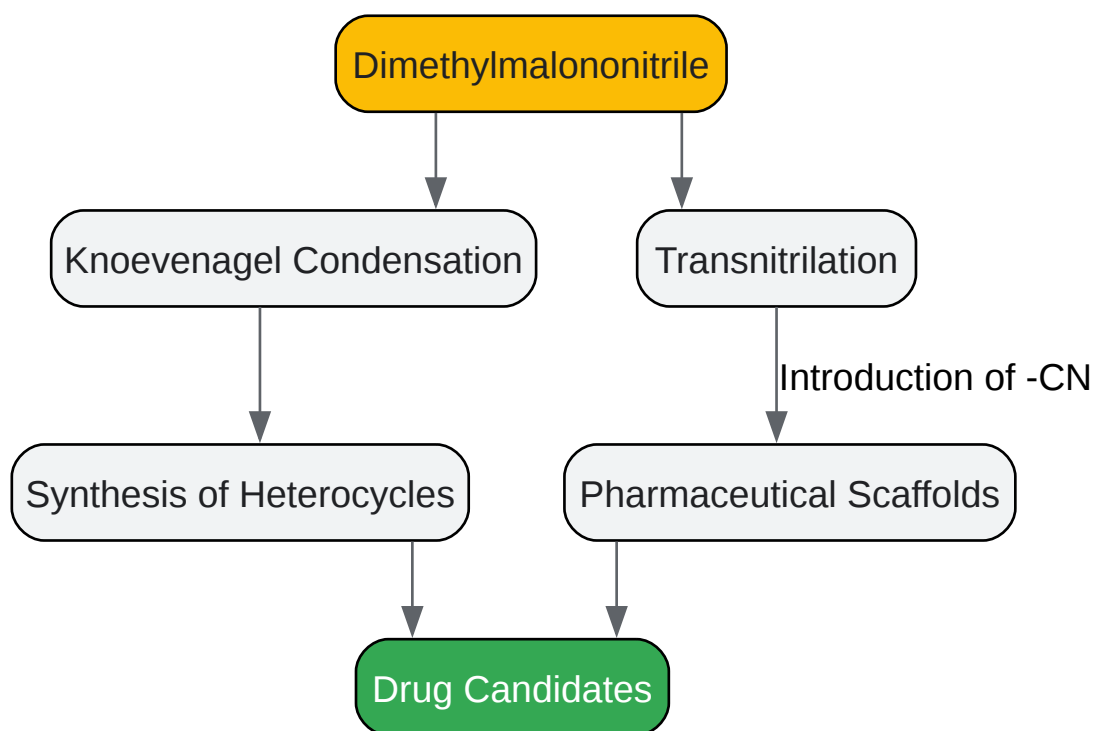 Dimethylmalononitrile
Knoevenagel Condensation
Transnitrilation
Introduction of -CN
Synthesis of Heterocycles
Pharmaceutical Scaffolds
Drug Candidates